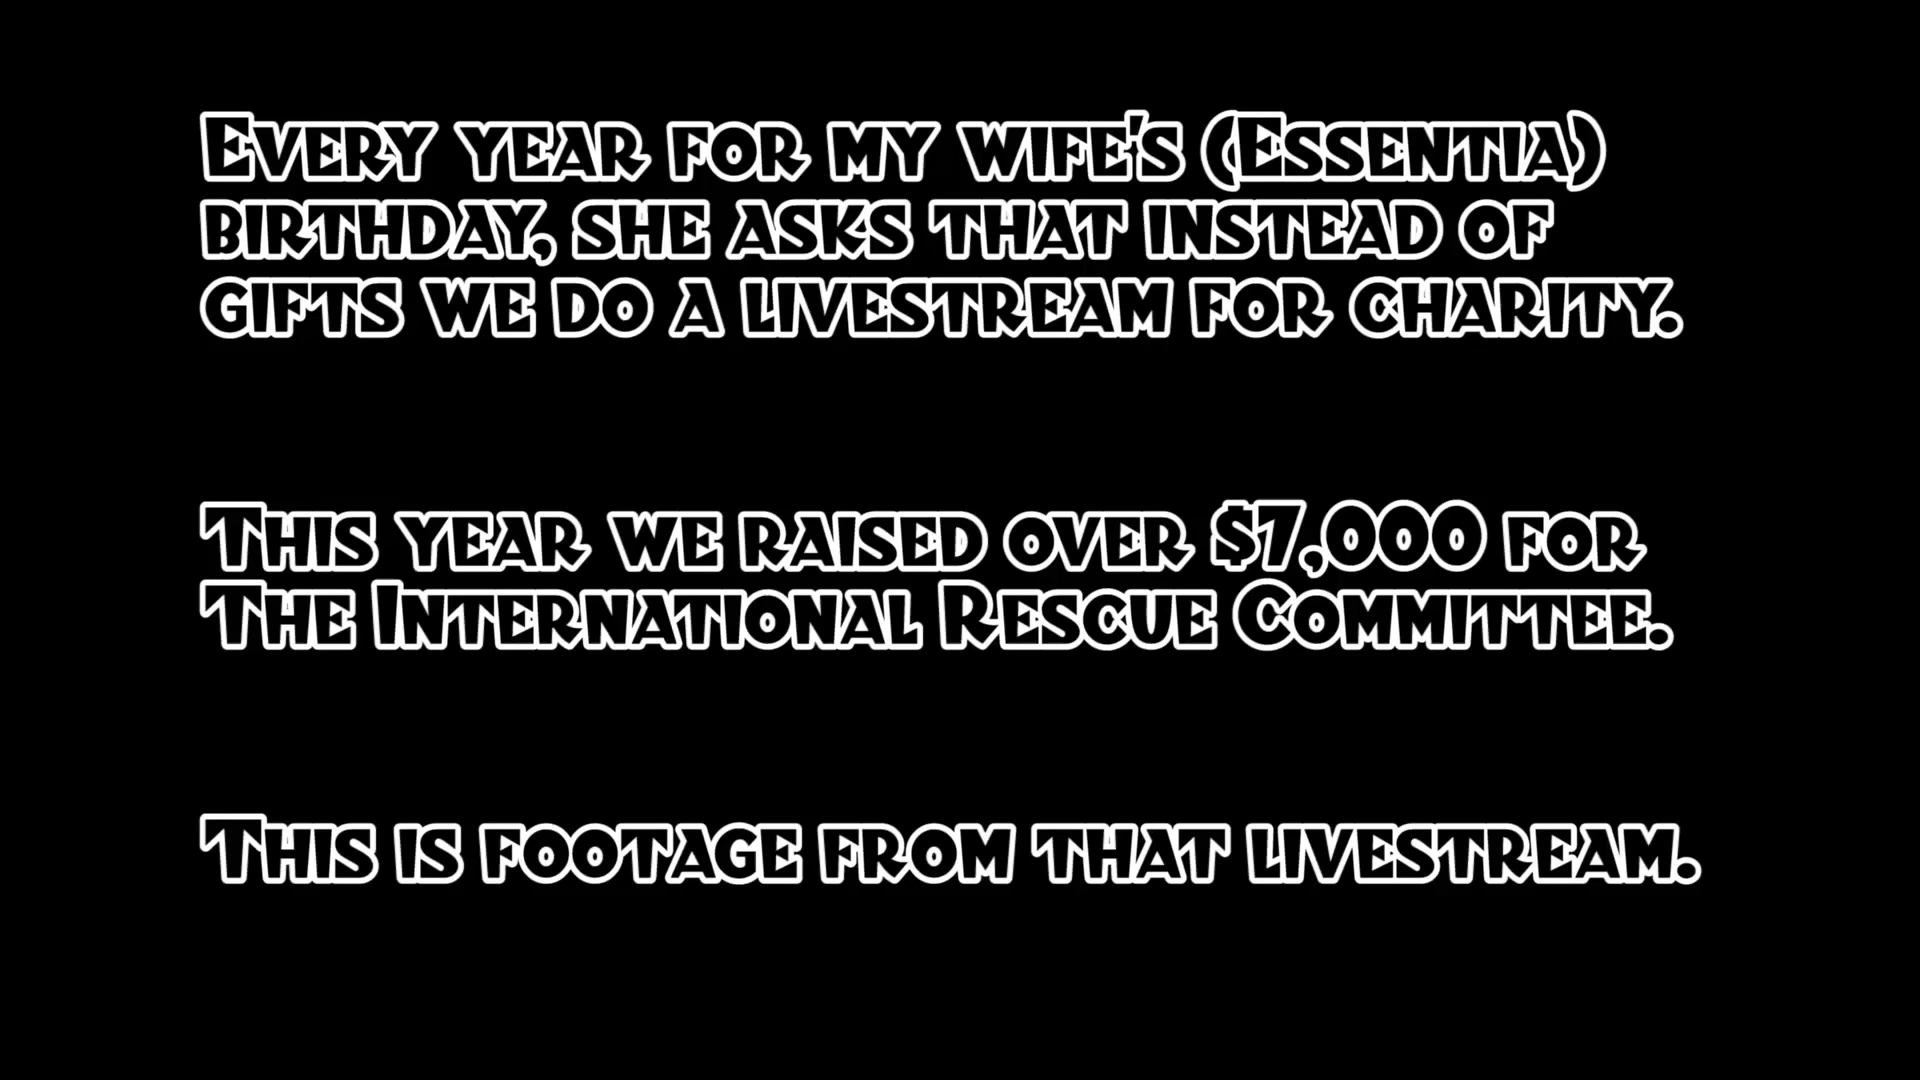 Every year for my wife's (Essentia)
birthday, she asks that instead of
gifts we do a livestream for charity.
This year we raised over $7,000 for
The International Rescue Committee.
This is footage from that livestream.